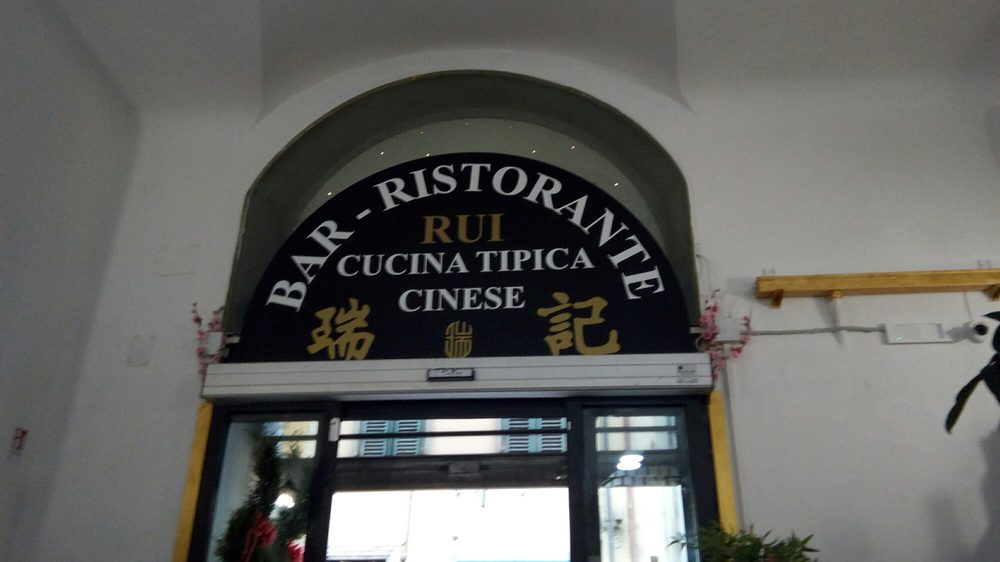 BAR - RISTORANTE
RUI
CUCINA TIPICA
CINESE
瑞 記